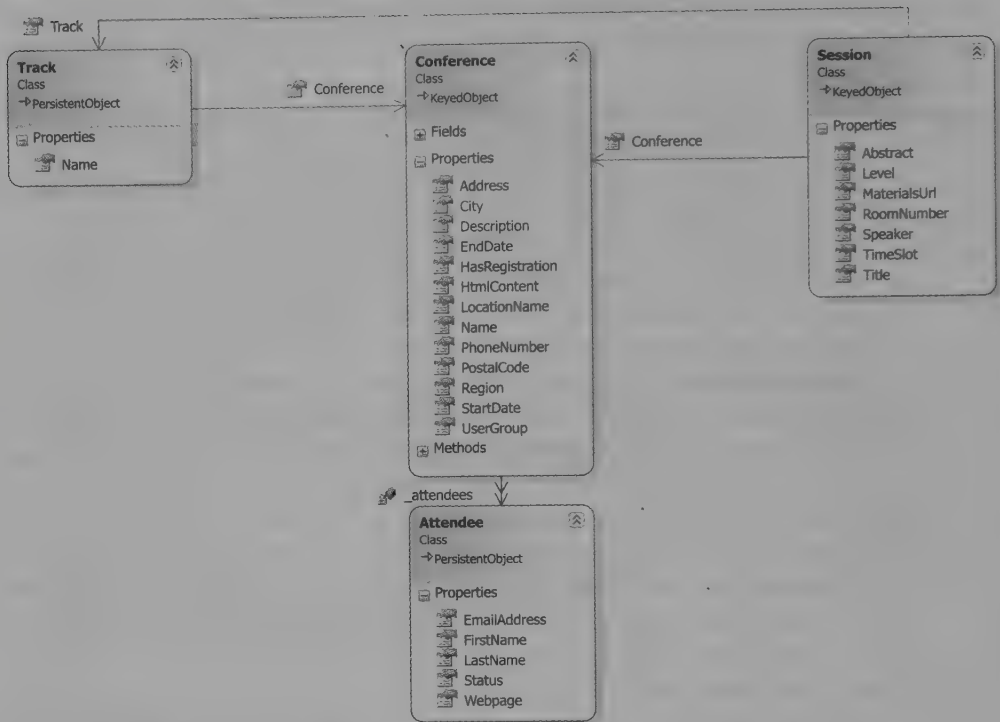 Track
Track
Class
PersistentObject
Properties
Name
Conference
Conference
Class
KeyedObject
Fields
Properties
Address
City
Description
EndDate
HasRegistration
HtmlContent
LocationName
Name
PhoneNumber
PostalCode
Region
StartDate
UserGroup
Methods
Conference
Session
Class
KeyedObject
Properties
Abstract
Level
MaterialsUrl
RoomNumber
Speaker
TimeSlot
Title
_attendees
Attendee
Class
PersistentObject
Properties
EmailAddress
FirstName
LastName
Status
Webpage